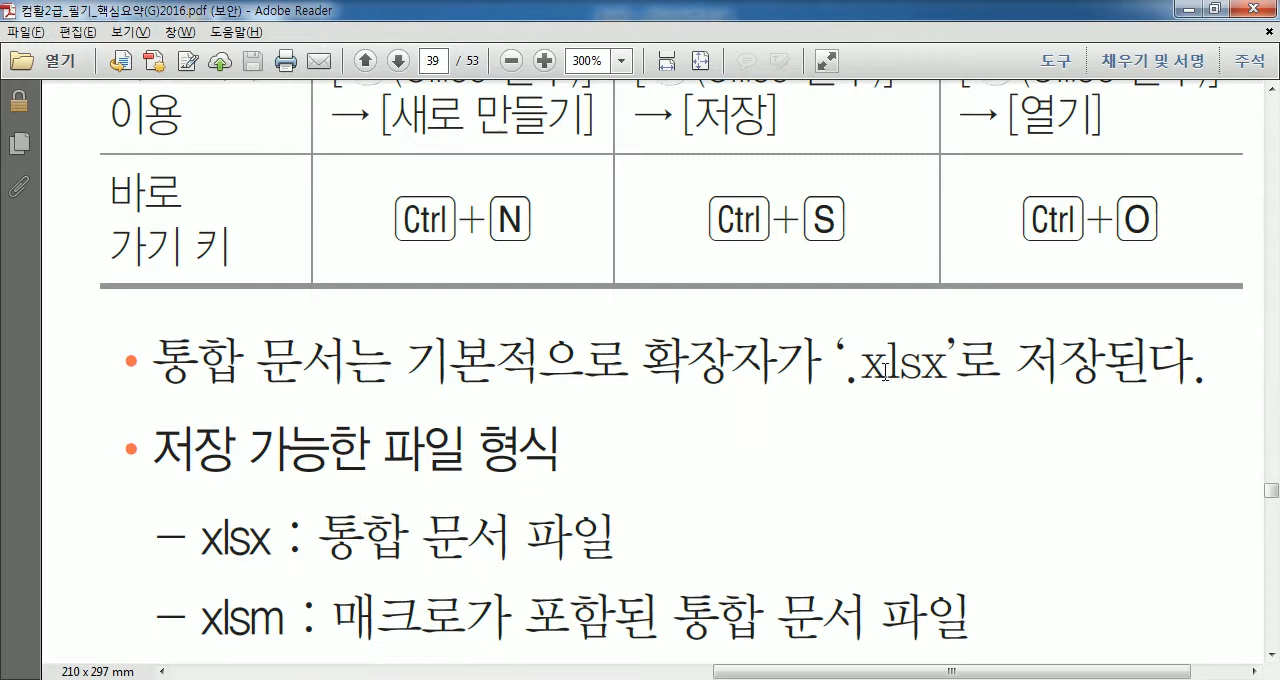 컴활2급_필기_핵심요약(G)2016.pdf (보안) - Adobe Reader
파일(F) 편집(E) 보기(V) 창(W) 도움말(H)
열기 39 / 53 300% 도구 채우기 및 서명 주석
이용 → [새로 만들기] → [저장] → [열기]
바로
가기 키 Ctrl+N Ctrl+S Ctrl+O
• 통합 문서는 기본적으로 확장자가 ‘.xlsx’로 저장된다.
• 저장 가능한 파일 형식
– xlsx : 통합 문서 파일
– xlsm : 매크로가 포함된 통합 문서 파일
210 x 297 mm